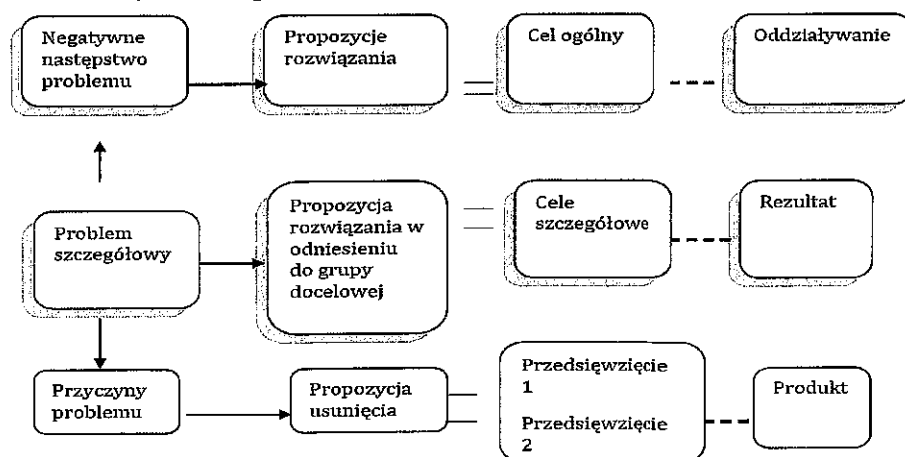 Negatywne
następstwo
problemu
Propozycje
rozwiązania
Cel ogólny
Oddziaływanie
Problem
szczegółowy
Propozycja
rozwiązania w
odniesieniu
do grupy
docelowej
Cele
szczegółowe
Rezultat
Przyczyny
problemu
Propozycja
usunięcia
Przedsięwzięcie
1
Przedsięwzięcie
2
Produkt